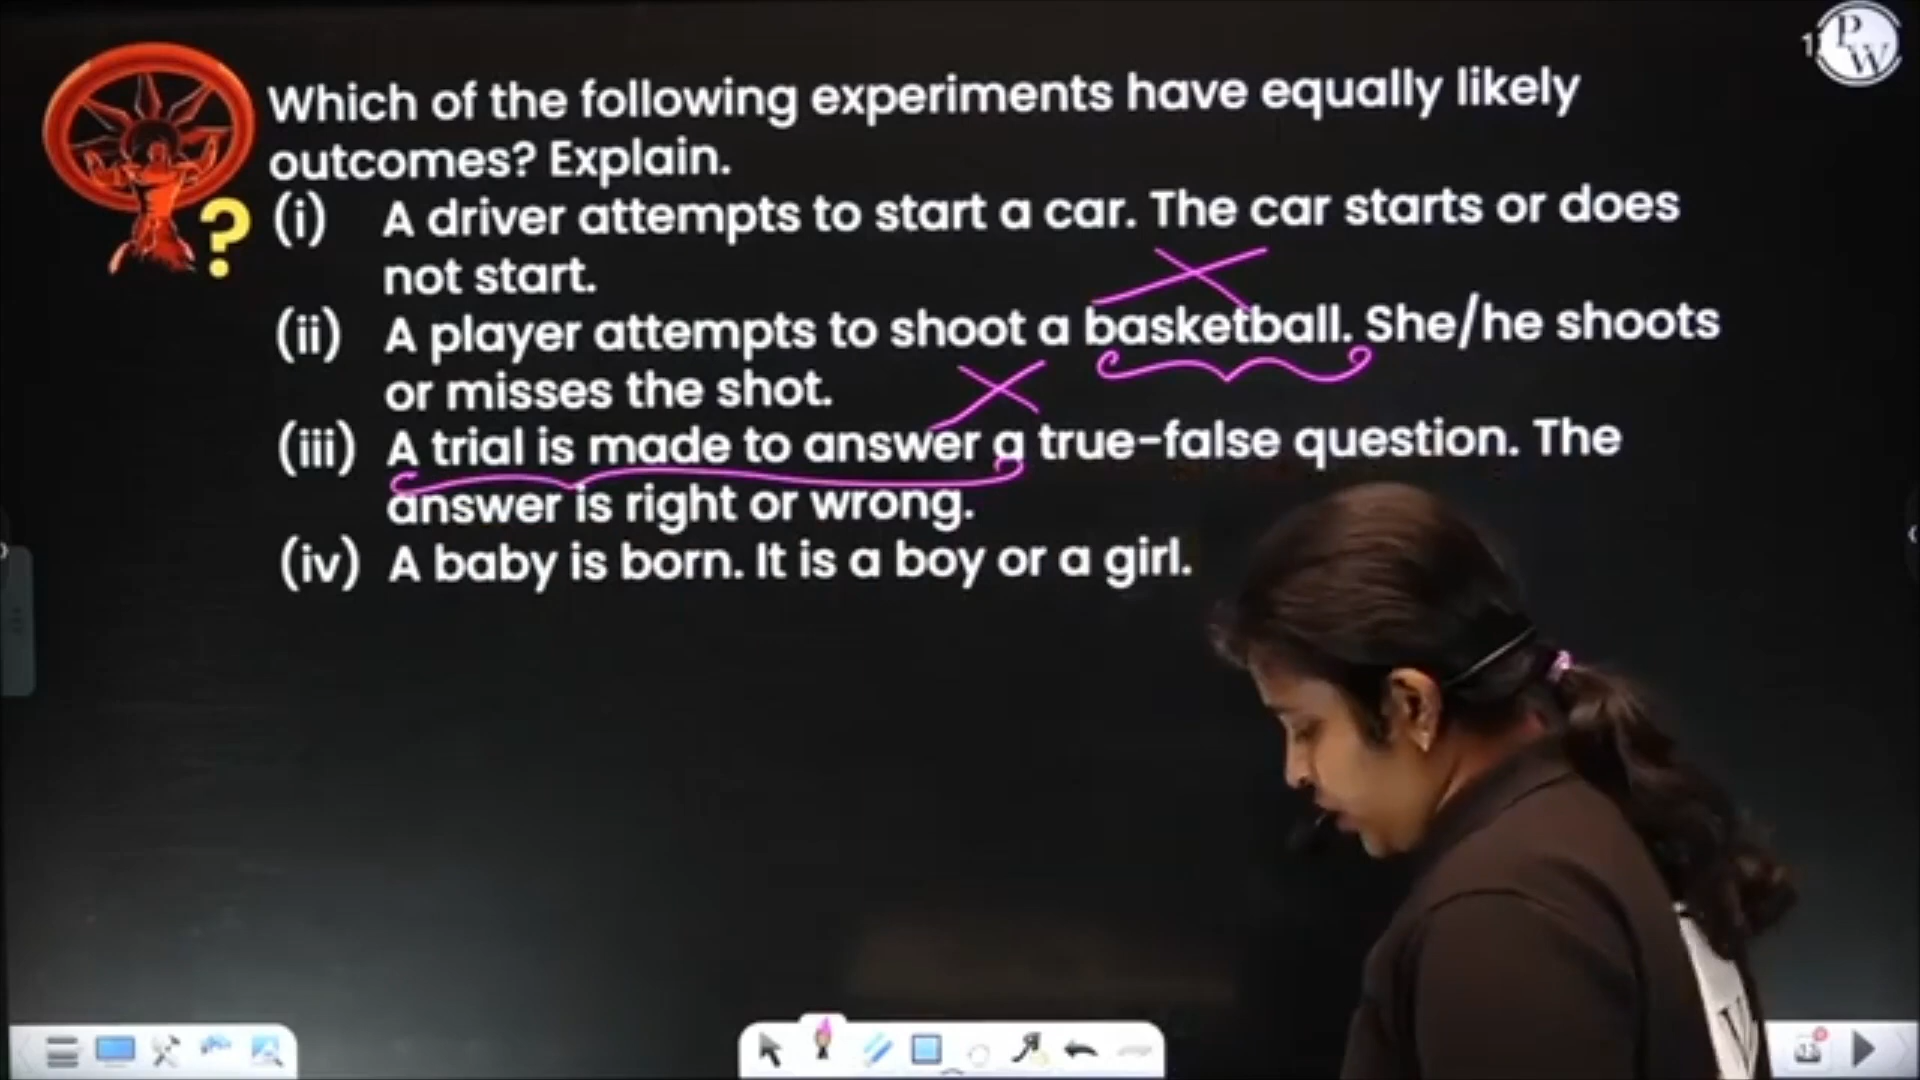 Which of the following experiments have equally likely
outcomes? Explain.
(i) A driver attempts to start a car. The car starts or does
not start.
(ii) A player attempts to shoot a basketball. She/he shoots
or misses the shot.
(iii) A trial is made to answer a true-false question. The
answer is right or wrong.
(iv) A baby is born. It is a boy or a girl.
?
P
W